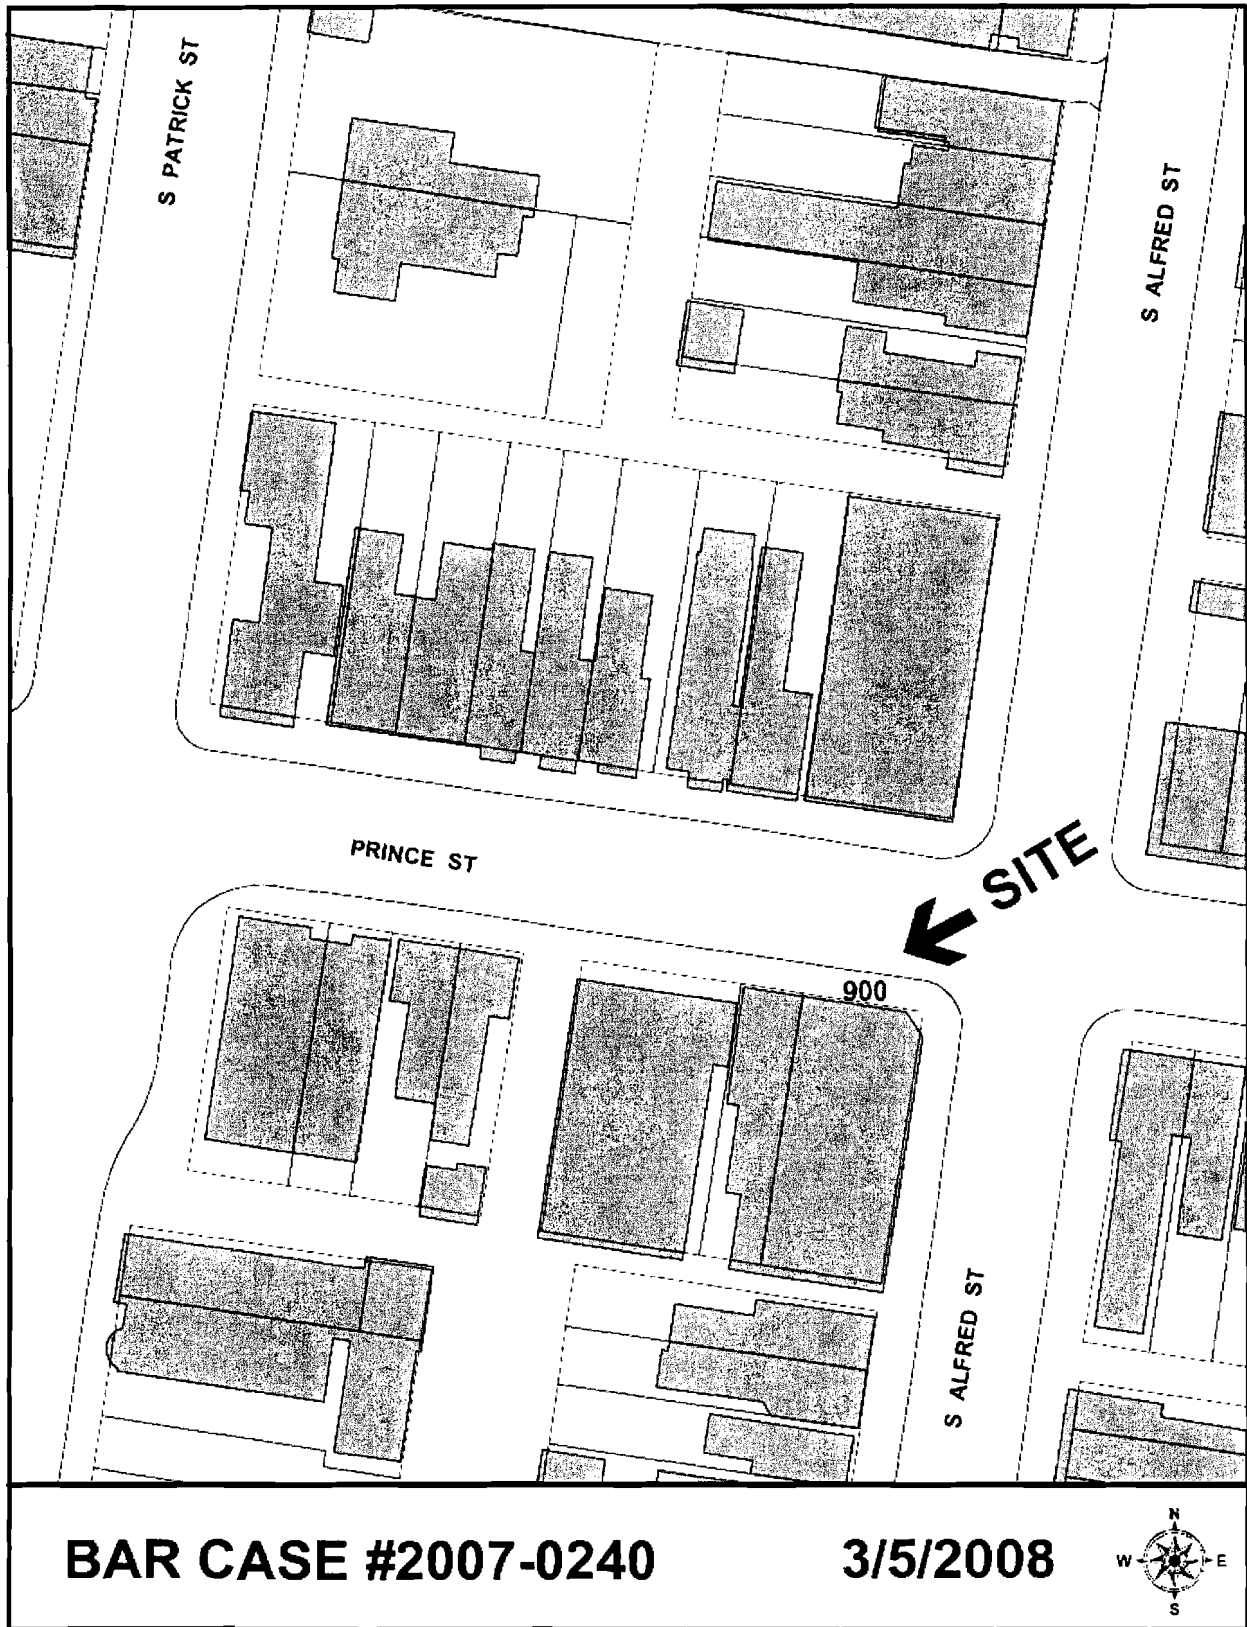 S PATRICK ST
S ALFRED ST
PRINCE ST
SITE
900
S ALFRED ST
BAR CASE #2007-0240 3/5/2008
N
W E
S